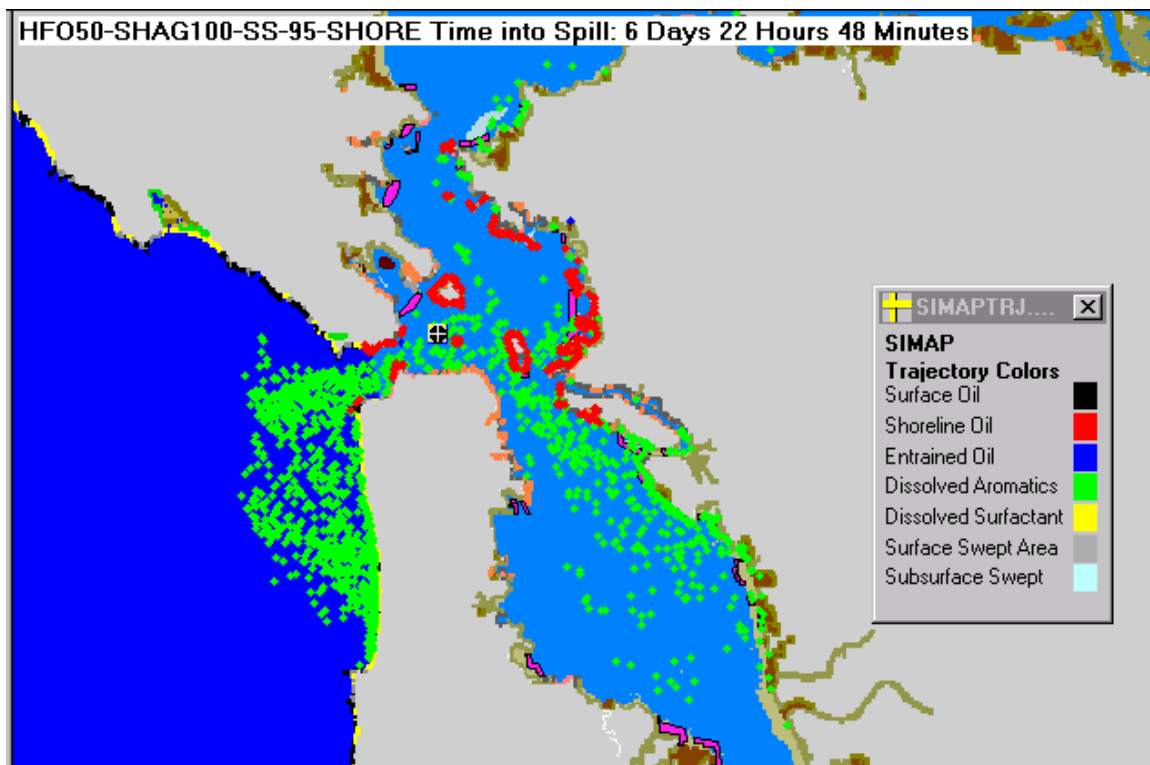 HFO50-SHAG100-SS-95-SHORE Time into Spill: 6 Days 22 Hours 48 Minutes
SIMAPTRJ....
SIMAP
Trajectory Colors
Surface Oil
Shoreline Oil
Entrained Oil
Dissolved Aromatics
Dissolved Surfactant
Surface Swept Area
Subsurface Swept